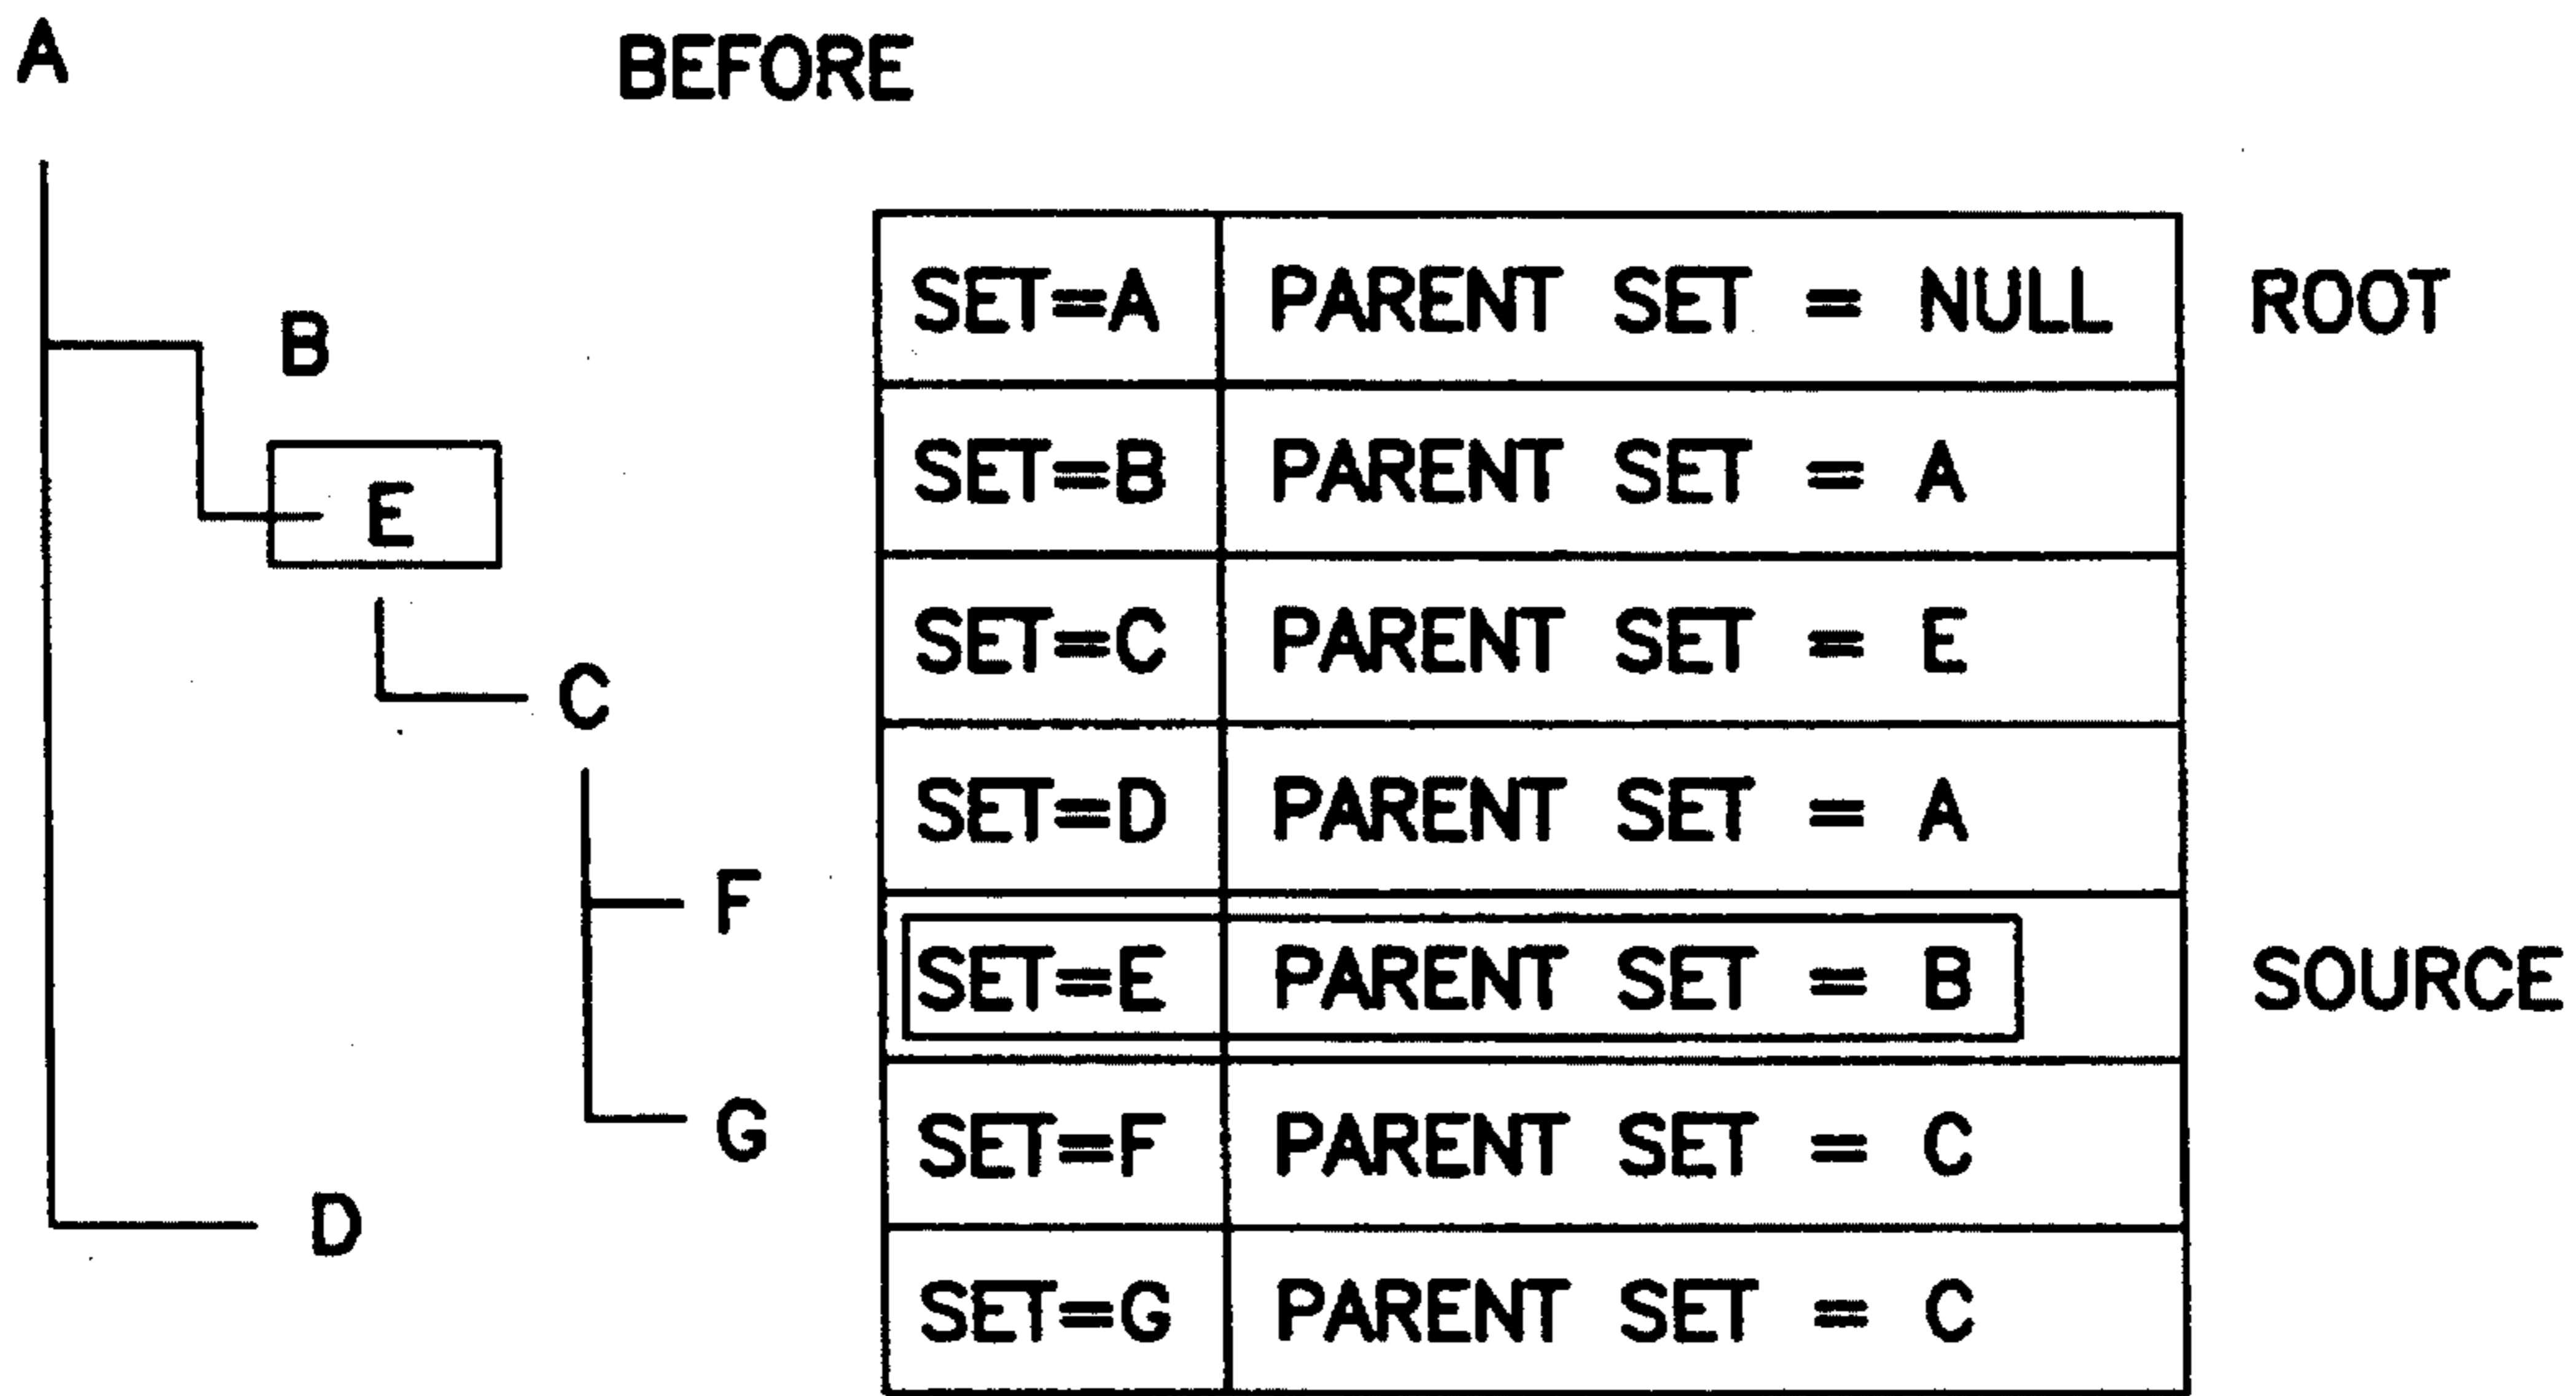 A
BEFORE
B
E
C
F
G
D
SET=A PARENT SET = NULL ROOT
SET=B PARENT SET = A
SET=C PARENT SET = E
SET=D PARENT SET = A
SET=E PARENT SET = B SOURCE
SET=F PARENT SET = C
SET=G PARENT SET = C